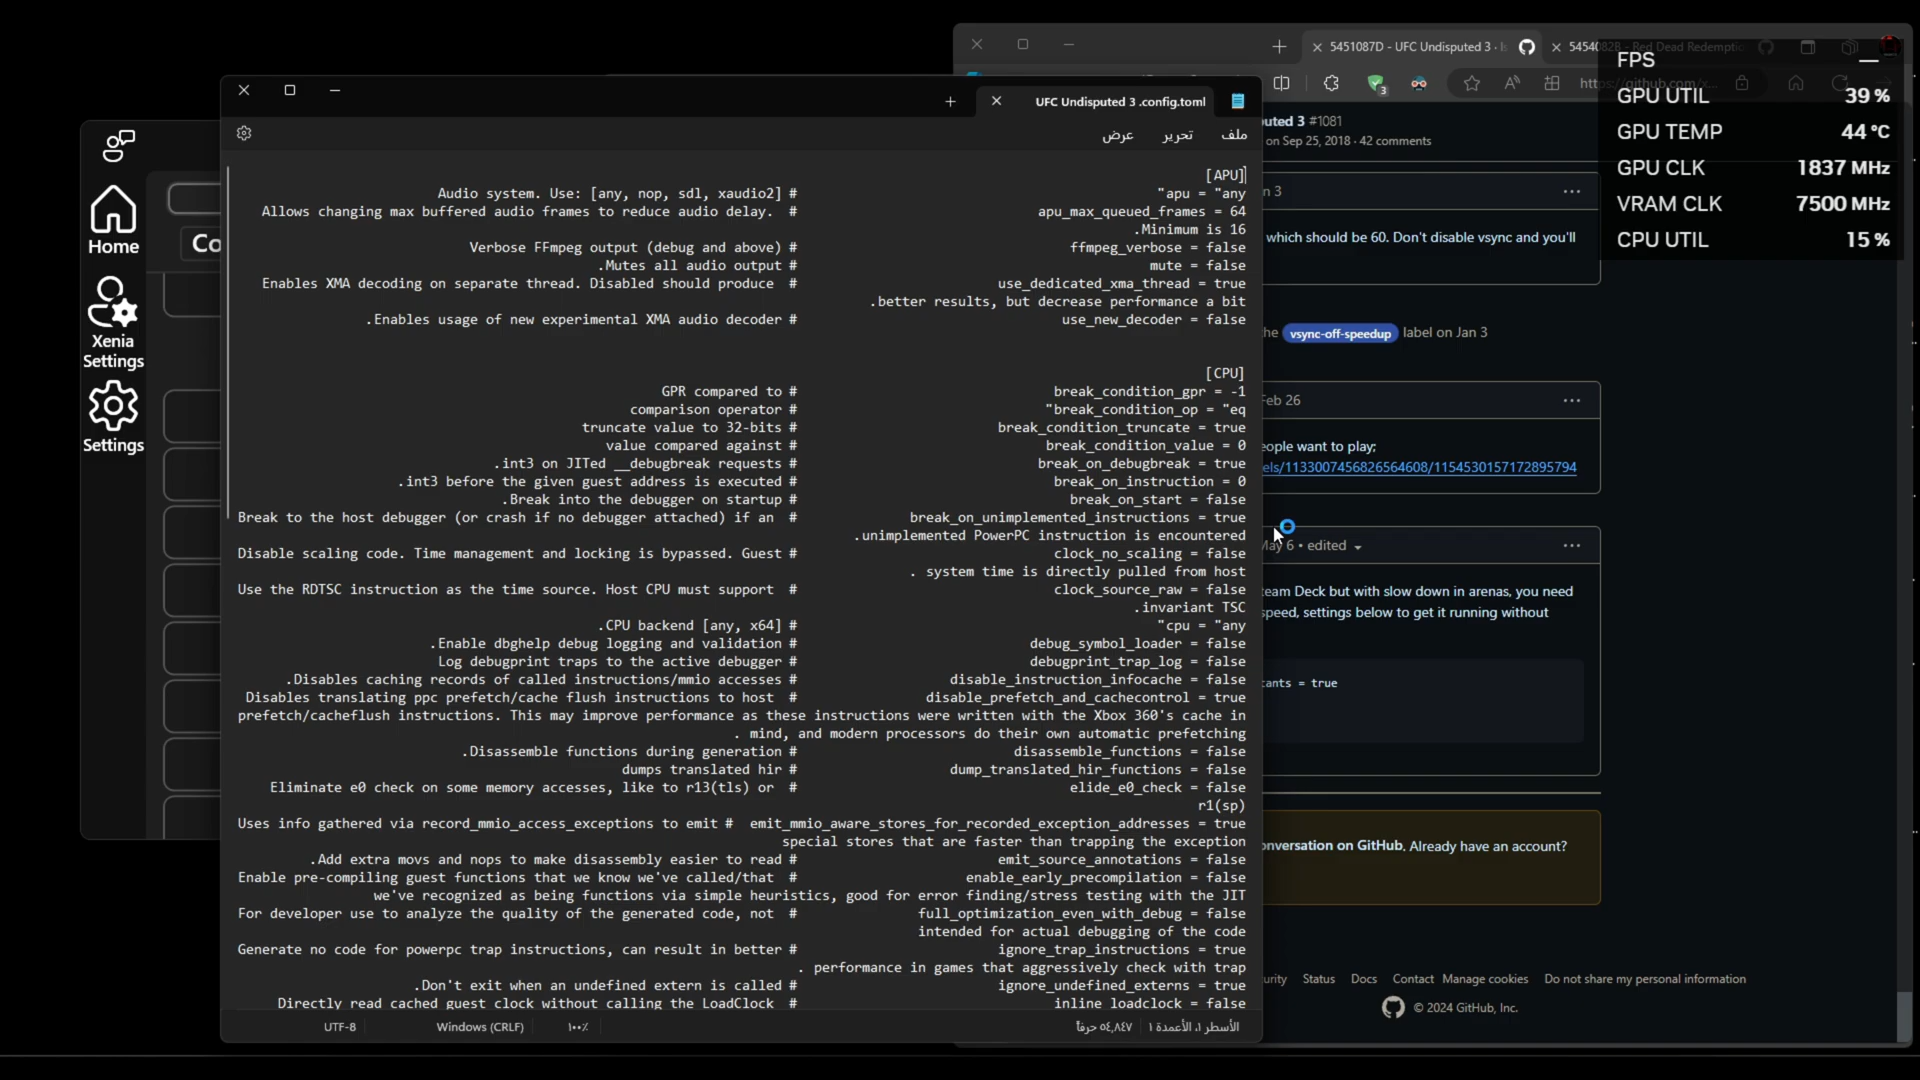 Home
Co
Xenia
Settings
Settings
UFC Undisputed 3 .config.toml
ملف
تحرير
عرض
[APU]
"apu = "any # Audio system. Use: [any, nop, sdl, xaudio2]
apu_max_queued_frames = 64 # Allows changing max buffered audio frames to reduce audio delay.
.Minimum is 16
ffmpeg_verbose = false # Verbose FFmpeg output (debug and above)
mute = false # Mutes all audio output.
use_dedicated_xma_thread = true # Enables XMA decoding on separate thread. Disabled should produce
.better results, but decrease performance a bit
use_new_decoder = false # Enables usage of new experimental XMA audio decoder.
[CPU]
break_condition_gpr = -1 # GPR compared to
"break_condition_op = "eq # comparison operator
break_condition_truncate = true # truncate value to 32-bits
break_condition_value = 0 # value compared against
break_on_debugbreak = true # int3 on JITed __debugbreak requests.
break_on_instruction = 0 # int3 before the given guest address is executed.
break_on_start = false # Break into the debugger on startup.
break_on_unimplemented_instructions = true # Break to the host debugger (or crash if no debugger attached) if an
.unimplemented PowerPC instruction is encountered
clock_no_scaling = false # Disable scaling code. Time management and locking is bypassed. Guest
. system time is directly pulled from host
clock_source_raw = false # Use the RDTSC instruction as the time source. Host CPU must support
.invariant TSC
"cpu = "any # CPU backend [any, x64].
debug_symbol_loader = false # Enable dbghelp debug logging and validation.
debugprint_trap_log = false # Log debugprint traps to the active debugger
disable_instruction_infocache = false # Disables caching records of called instructions/mmio accesses.
disable_prefetch_and_cachecontrol = true # Disables translating ppc prefetch/cache flush instructions to host
prefetch/cacheflush instructions. This may improve performance as these instructions were written with the Xbox 360's cache in
. mind, and modern processors do their own automatic prefetching
disassemble_functions = false # Disassemble functions during generation.
dump_translated_hir_functions = false # dumps translated hir
elide_e0_check = false # Eliminate e0 check on some memory accesses, like to r13(tls) or
r1(sp)
emit_mmio_aware_stores_for_recorded_exception_addresses = true # Uses info gathered via record_mmio_access_exceptions to emit
special stores that are faster than trapping the exception
emit_source_annotations = false # Add extra movs and nops to make disassembly easier to read.
enable_early_precompilation = false # Enable pre-compiling guest functions that we know we've called/that
we've recognized as being functions via simple heuristics, good for error finding/stress testing with the JIT
full_optimization_even_with_debug = false # For developer use to analyze the quality of the generated code, not
intended for actual debugging of the code
ignore_trap_instructions = true # Generate no code for powerpc trap instructions, can result in better
. performance in games that aggressively check with trap
ignore_undefined_externs = true # Don't exit when an undefined extern is called.
inline_loadclock = false # Directly read cached guest clock without calling the LoadClock
الأسطر ١، الأعمدة ١
٥٤,٨٤٧ حرفاً
١٠٠٪
Windows (CRLF)
UTF-8
5451087D - UFC Undisputed 3 ·
5454082B - Red Dead Redemptic
3
https://github.com/x...
uted 3 #1081
on Sep 25, 2018 · 42 comments
n 3
which should be 60. Don't disable vsync and you'll
he vsync-off-speedup label on Jan 3
Feb 26
eople want to play;
els/1133007456826564608/1154530157172895794
May 6 • edited
team Deck but with slow down in arenas, you need
speed, settings below to get it running without
tants = true
onversation on GitHub. Already have an account?
urity Status Docs Contact Manage cookies Do not share my personal information
© 2024 GitHub, Inc.
FPS —
GPU UTIL 39 %
GPU TEMP 44 °C
GPU CLK 1837 MHz
VRAM CLK 7500 MHz
CPU UTIL 15 %